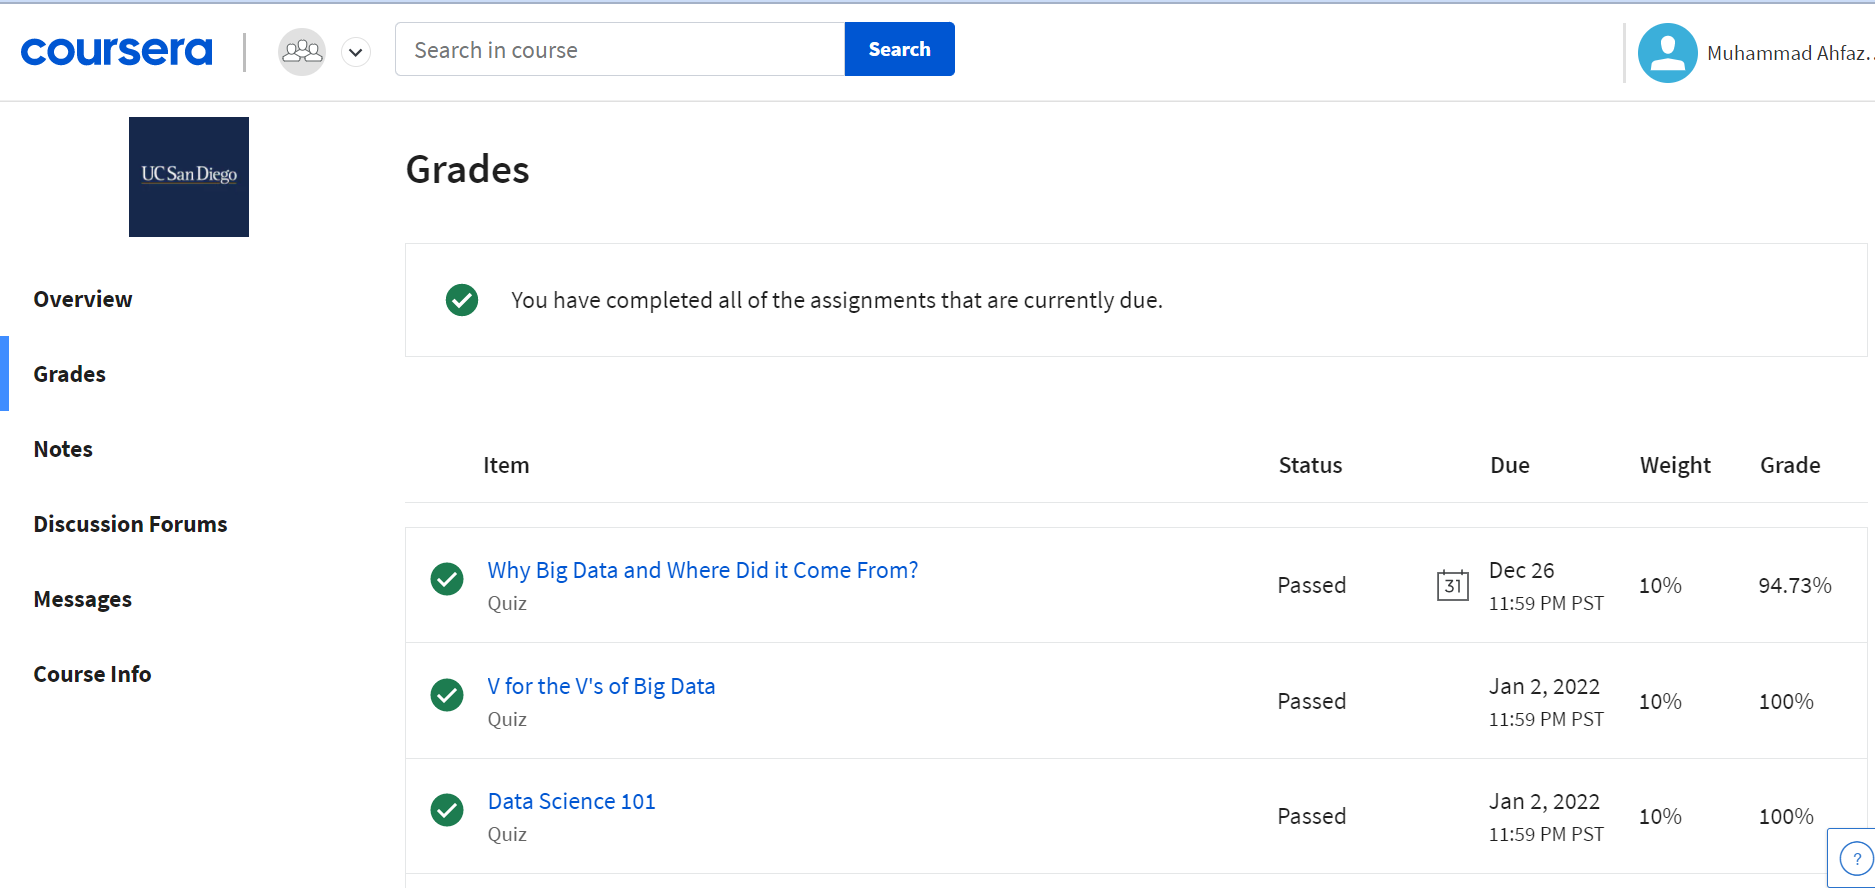 coursera
Search in course
Search
Muhammad Ahfaz..
UC San Diego
Overview
Grades
Notes
Discussion Forums
Messages
Course Info
Grades
You have completed all of the assignments that are currently due.
Item Status Due Weight Grade
Why Big Data and Where Did it Come From?
Quiz
Passed
31
Dec 26
11:59 PM PST
10%
94.73%
V for the V's of Big Data
Quiz
Passed
Jan 2, 2022
11:59 PM PST
10%
100%
Data Science 101
Quiz
Passed
Jan 2, 2022
11:59 PM PST
10%
100%
?